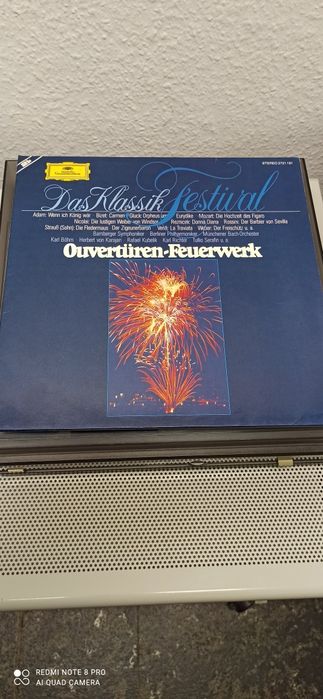 STEREO 2721 191
Deutsche Grammophon
Das Klassik Festival
Adam: Wenn ich König wär · Bizet: Carmen · Gluck: Orpheus und Eurydike · Mozart: Die Hochzeit des Figaro
Nicolai: Die lustigen Weiber von Windsor · Reznicek: Donna Diana · Rossini: Der Barbier von Sevilla
Strauß (Sohn): Die Fledermaus · Der Zigeunerbaron · Verdi: La Traviata · Weber: Der Freischütz u. a.
Bamberger Symphoniker · Berliner Philharmoniker · Münchener Bach-Orchester
Karl Böhm · Herbert von Karajan · Rafael Kubelik · Karl Richter · Tullio Serafin u. a.
Ouvertüren-Feuerwerk
REDMI NOTE 8 PRO
AI QUAD CAMERA